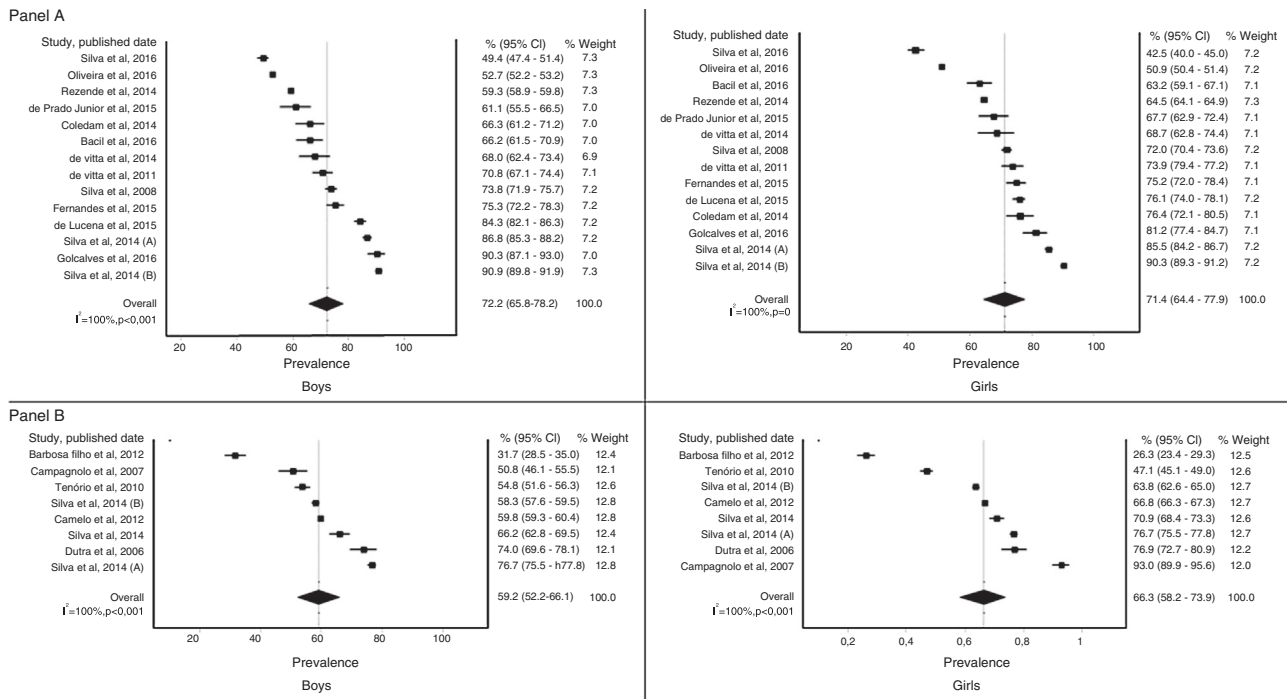 Panel A
Study, published date % (95% CI) % Weight
Silva et al, 2016 49.4 (47.4 - 51.4) 7.3
Oliveira et al, 2016 52.7 (52.2 - 53.2) 7.3
Rezende et al, 2014 59.3 (58.9 - 59.8) 7.3
de Prado Junior et al, 2015 61.1 (55.5 - 66.5) 7.0
Coledam et al, 2014 66.3 (61.2 - 71.2) 7.0
Bacil et al, 2016 66.2 (61.5 - 70.9) 7.0
de vitta et al, 2014 68.0 (62.4 - 73.4) 6.9
de vitta et al, 2011 70.8 (67.1 - 74.4) 7.1
Silva et al, 2008 73.8 (71.9 - 75.7) 7.2
Fernandes et al, 2015 75.3 (72.2 - 78.3) 7.2
de Lucena et al, 2015 84.3 (82.1 - 86.3) 7.2
Silva et al, 2014 (A) 86.8 (85.3 - 88.2) 7.2
Golcalves et al, 2016 90.3 (87.1 - 93.0) 7.0
Silva et al, 2014 (B) 90.9 (89.8 - 91.9) 7.3
Overall 72.2 (65.8-78.2) 100.0
I²=100%,p<0,001
20 40 60 80 100
Prevalence
Boys
Study, published date % (95% CI) % Weight
Silva et al, 2016 42.5 (40.0 - 45.0) 7.2
Oliveira et al, 2016 50.9 (50.4 - 51.4) 7.2
Bacil et al, 2016 63.2 (59.1 - 67.1) 7.1
Rezende et al, 2014 64.5 (64.1 - 64.9) 7.3
de Prado Junior et al, 2015 67.7 (62.9 - 72.4) 7.1
de vitta et al, 2014 68.7 (62.8 - 74.4) 7.1
Silva et al, 2008 72.0 (70.4 - 73.6) 7.2
de vitta et al, 2011 73.9 (79.4 - 77.2) 7.1
Fernandes et al, 2015 75.2 (72.0 - 78.4) 7.1
de Lucena et al, 2015 76.1 (74.0 - 78.1) 7.2
Coledam et al, 2014 76.4 (72.1 - 80.5) 7.1
Golcalves et al, 2016 81.2 (77.4 - 84.7) 7.1
Silva et al, 2014 (A) 85.5 (84.2 - 86.7) 7.2
Silva et al, 2014 (B) 90.3 (89.3 - 91.2) 7.2
Overall 71.4 (64.4 - 77.9) 100.0
I²=100%,p=0
20 40 60 80 100
Prevalence
Girls
Panel B
Study, published date % (95% CI) % Weight
Barbosa filho et al, 2012 31.7 (28.5 - 35.0) 12.4
Campagnolo et al, 2007 50.8 (46.1 - 55.5) 12.1
Tenório et al, 2010 54.8 (51.6 - 56.3) 12.6
Silva et al, 2014 (B) 58.3 (57.6 - 59.5) 12.8
Camelo et al, 2012 59.8 (59.3 - 60.4) 12.8
Silva et al, 2014 66.2 (62.8 - 69.5) 12.4
Dutra et al, 2006 74.0 (69.6 - 78.1) 12.1
Silva et al, 2014 (A) 76.7 (75.5 - h77.8) 12.8
Overall 59.2 (52.2-66.1) 100.0
I²=100%,p<0,001
20 40 60 80 100
Prevalence
Boys
Study, published date % (95% CI) % Weight
Barbosa filho et al, 2012 26.3 (23.4 - 29.3) 12.5
Tenório et al, 2010 47.1 (45.1 - 49.0) 12.6
Silva et al, 2014 (B) 63.8 (62.6 - 65.0) 12.7
Camelo et al, 2012 66.8 (66.3 - 67.3) 12.7
Silva et al, 2014 70.9 (68.4 - 73.3) 12.6
Silva et al, 2014 (A) 76.7 (75.5 - 77.8) 12.7
Dutra et al, 2006 76.9 (72.7 - 80.9) 12.2
Campagnolo et al, 2007 93.0 (89.9 - 95.6) 12.0
Overall 66.3 (58.2 - 73.9) 100.0
I²=100%,p<0,001
0,2 0,4 0,6 0,8 1
Prevalence
Girls